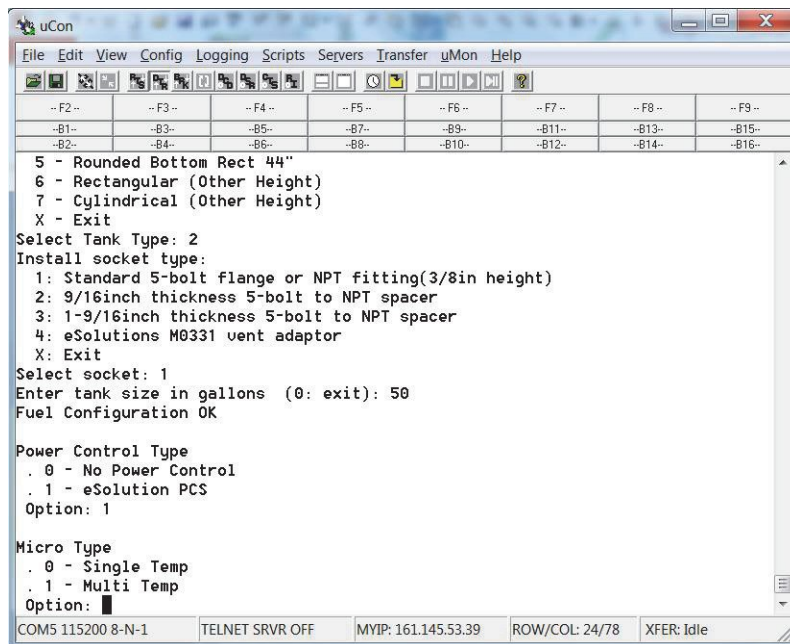 uCon
File Edit View Config Logging Scripts Servers Transfer uMon Help
-- F2 -- -- F3 -- -- F4 -- -- F5 -- -- F6 -- -- F7 -- -- F8 -- -- F9 --
--B1-- --B3-- --B5-- --B7-- --B9-- --B11-- --B13-- --B15--
--B2-- --B4-- --B6-- --B8-- --B10-- --B12-- --B14-- --B16--
5 - Rounded Bottom Rect 44"
6 - Rectangular (Other Height)
7 - Cylindrical (Other Height)
X - Exit
Select Tank Type: 2
Install socket type:
1: Standard 5-bolt flange or NPT fitting(3/8in height)
2: 9/16inch thickness 5-bolt to NPT spacer
3: 1-9/16inch thickness 5-bolt to NPT spacer
4: eSolutions M0331 vent adaptor
X: Exit
Select socket: 1
Enter tank size in gallons (0: exit): 50
Fuel Configuration OK
Power Control Type
. 0 - No Power Control
. 1 - eSolution PCS
Option: 1
Micro Type
. 0 - Single Temp
. 1 - Multi Temp
Option:
COM5 115200 8-N-1 TELNET SRVR OFF MYIP: 161.145.53.39 ROW/COL: 24/78 XFER: Idle